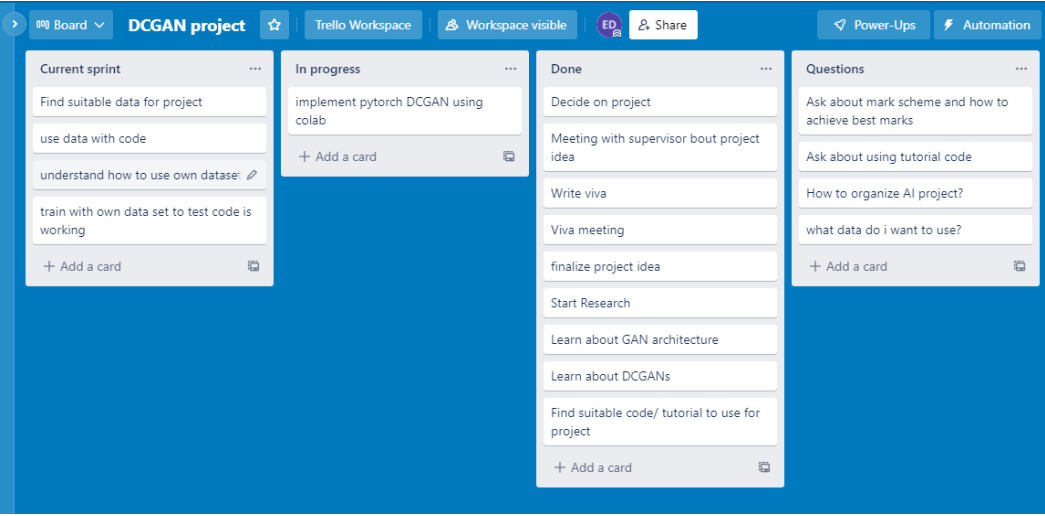 Board
DCGAN project
Trello Workspace
Workspace visible
ED
Share
Power-Ups
Automation
Current sprint
Find suitable data for project
use data with code
understand how to use own dataset
train with own data set to test code is
working
+ Add a card
In progress
implement pytorch DCGAN using
colab
+ Add a card
Done
Decide on project
Meeting with supervisor bout project
idea
Write viva
Viva meeting
finalize project idea
Start Research
Learn about GAN architecture
Learn about DCGANs
Find suitable code/ tutorial to use for
project
+ Add a card
Questions
Ask about mark scheme and how to
achieve best marks
Ask about using tutorial code
How to organize AI project?
what data do i want to use?
+ Add a card